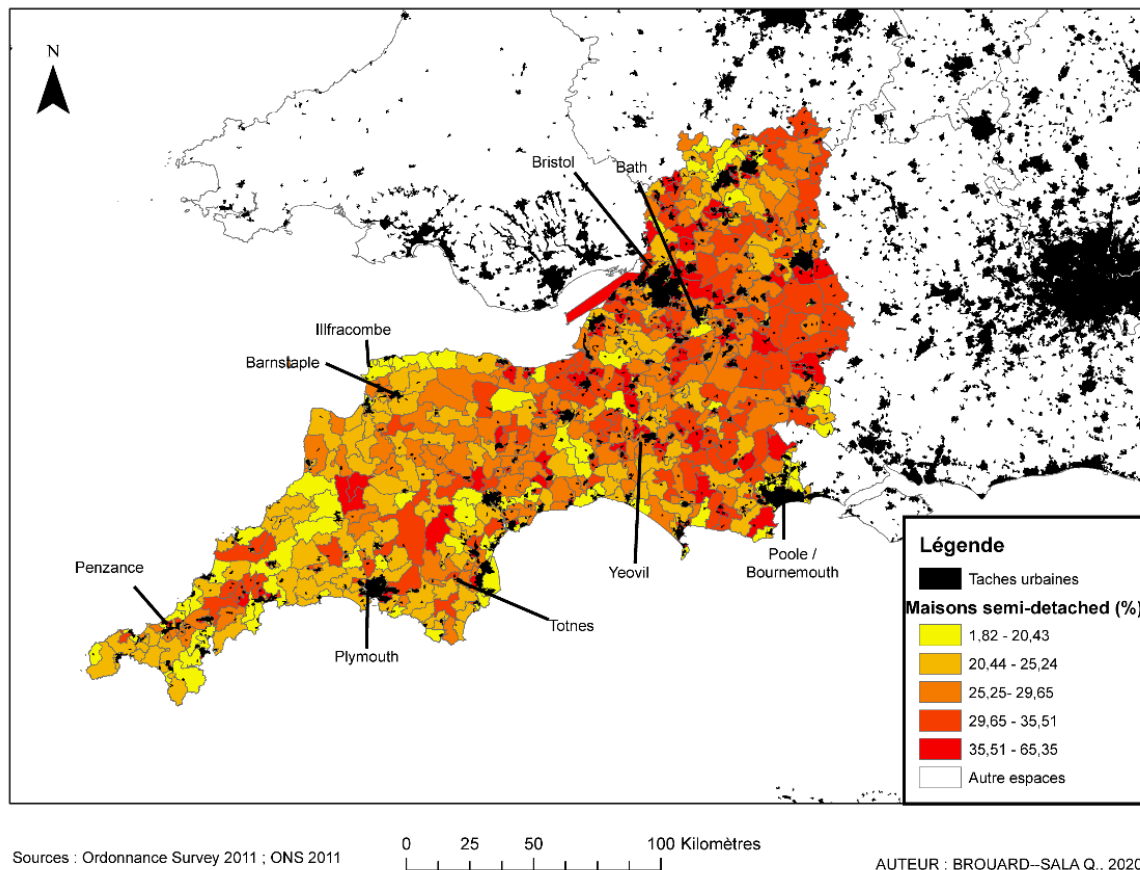 N
Bristol
Bath
Illfracombe
Barnstaple
Penzance
Plymouth
Totnes
Yeovil
Poole /
Bournemouth
Légende
Taches urbaines
Maisons semi-detached (%)
1,82 - 20,43
20,44 - 25,24
25,25- 29,65
29,65 - 35,51
35,51 - 65,35
Autre espaces
Sources : Ordonnance Survey 2011 ; ONS 2011
0 25 50 100 Kilomètres
AUTEUR : BROUARD--SALA Q., 2020